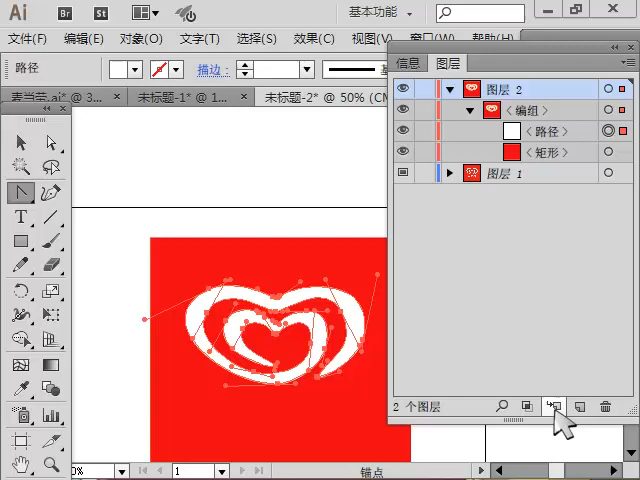 Ai Br St 基本功能
文件(F) 编辑(E) 对象(O) 文字(T) 选择(S) 效果(C) 视图(V) 窗口(W) 帮助(H)
路径 描边:
麦当劳.ai* @ 3... × 未标题-1* @ 1... × 未标题-2* @ 50% (CM
信息 图层
图层 2
<编组>
<路径>
<矩形>
图层 1
2 个图层
0% 1 锚点